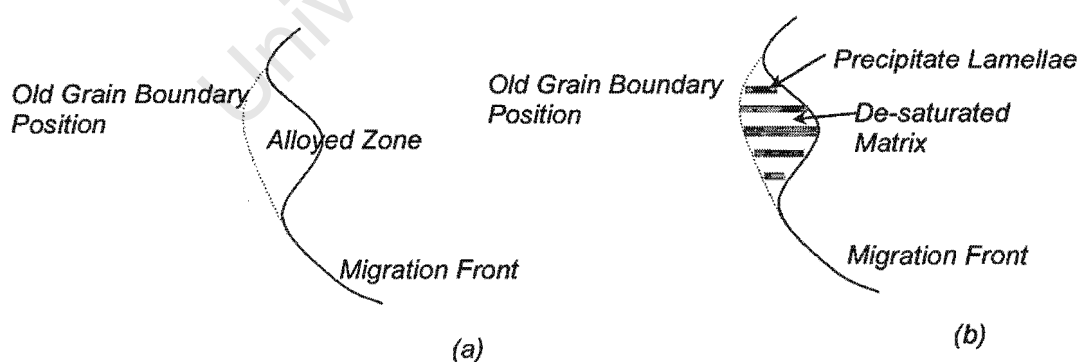 Univ
Old Grain Boundary
Position
Alloyed Zone
Migration Front
(a)
Old Grain Boundary
Position
Precipitate Lamellae
De-saturated
Matrix
Migration Front
(b)